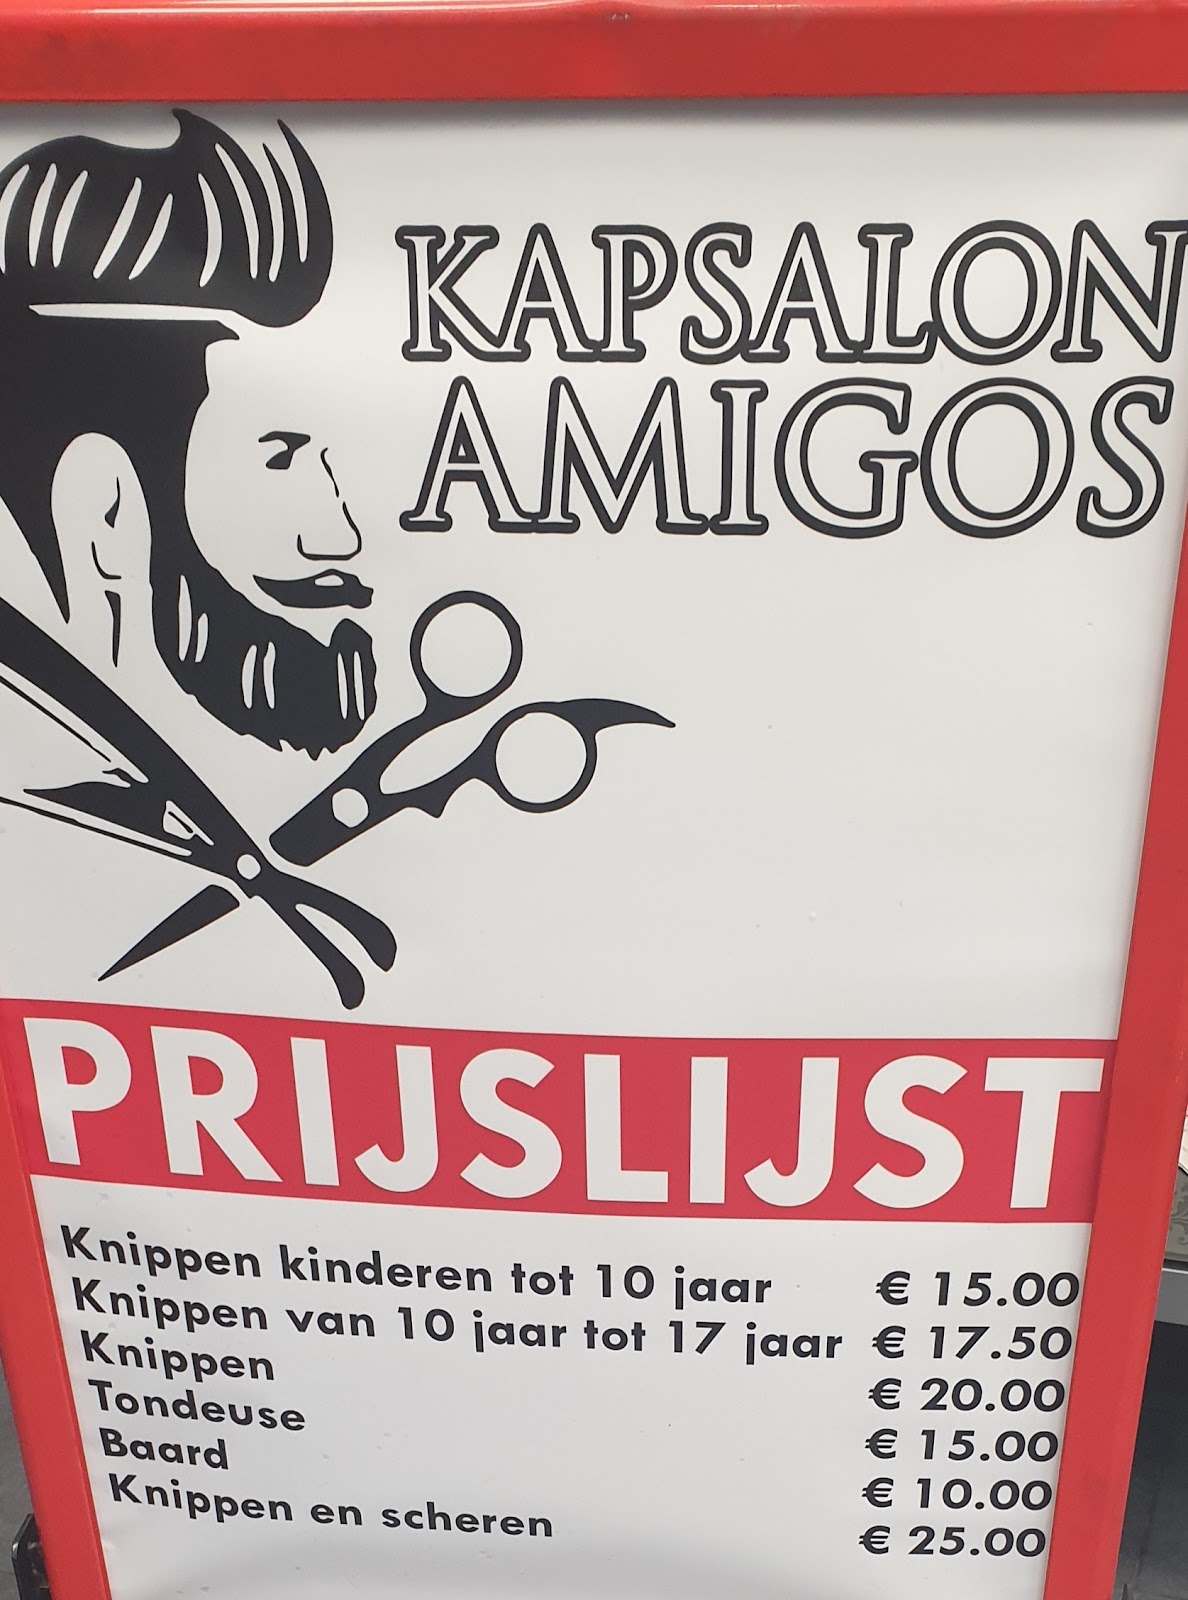 KAPSALON
AMIGOS
PRIJSLIJST
Knippen kinderen tot 10 jaar € 15.00
Knippen van 10 jaar tot 17 jaar € 17.50
Knippen € 20.00
Tondeuse € 15.00
Baard € 10.00
Knippen en scheren € 25.00